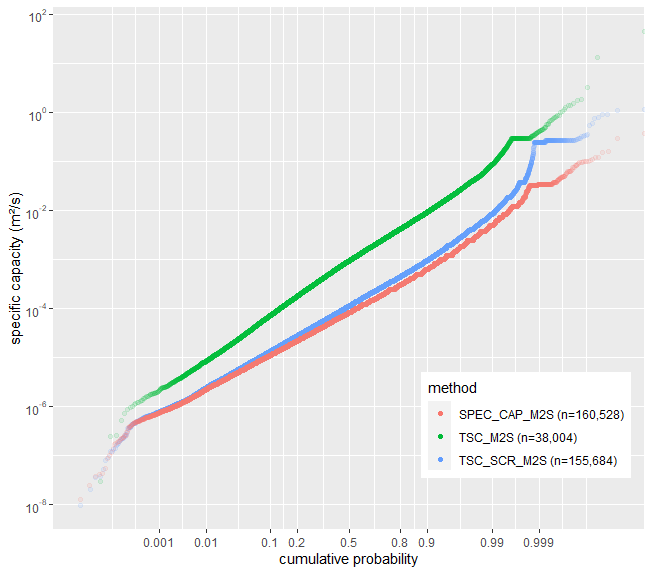 10²
10⁰
10⁻²
10⁻⁴
10⁻⁶
10⁻⁸
specific capacity (m²/s)
method
SPEC_CAP_M2S (n=160,528)
TSC_M2S (n=38,004)
TSC_SCR_M2S (n=155,684)
0.001 0.01 0.1 0.2 0.5 0.8 0.9 0.99 0.999
cumulative probability